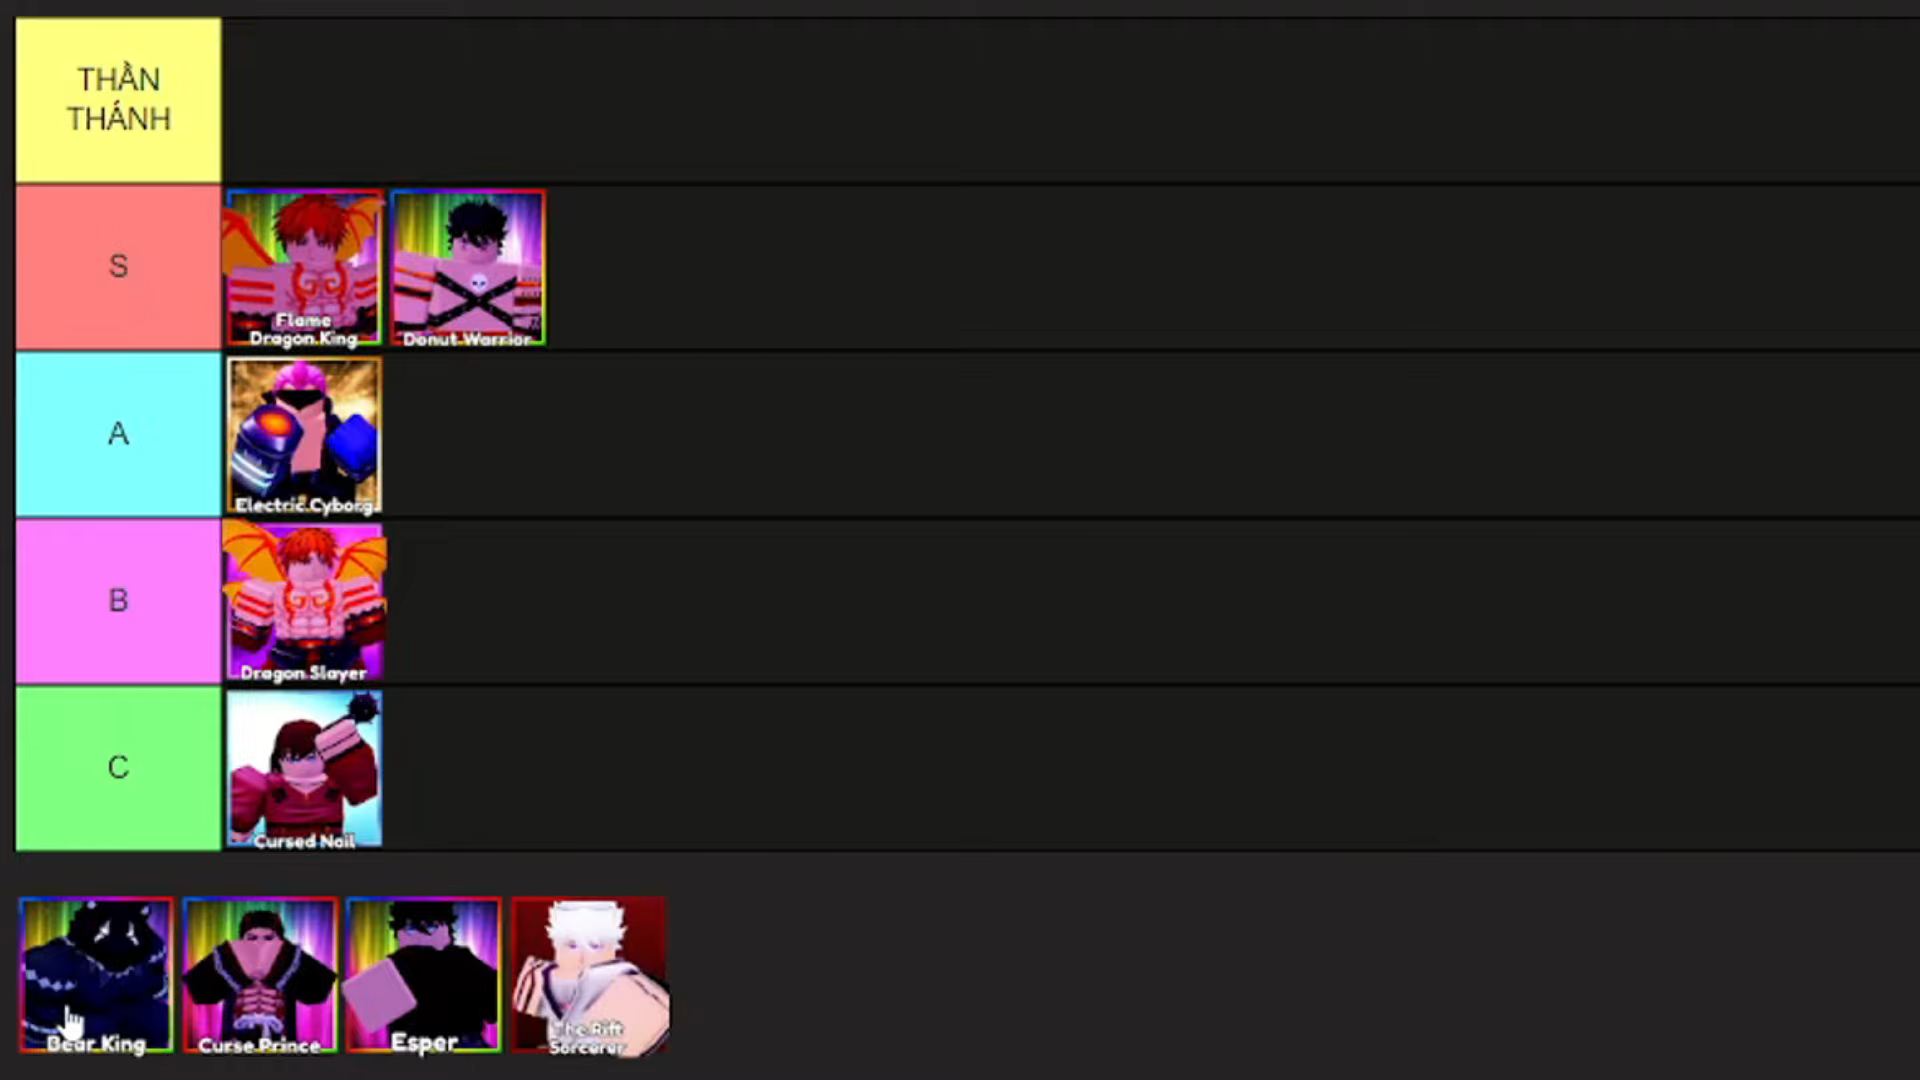 THẦN
THÁNH
S
Flame
Dragon King
Donut Warrior
A
Electric Cyborg
B
Dragon Slayer
C
Cursed Nail
Bear King
Curse Prince
Esper
The Rift
Sorcerer